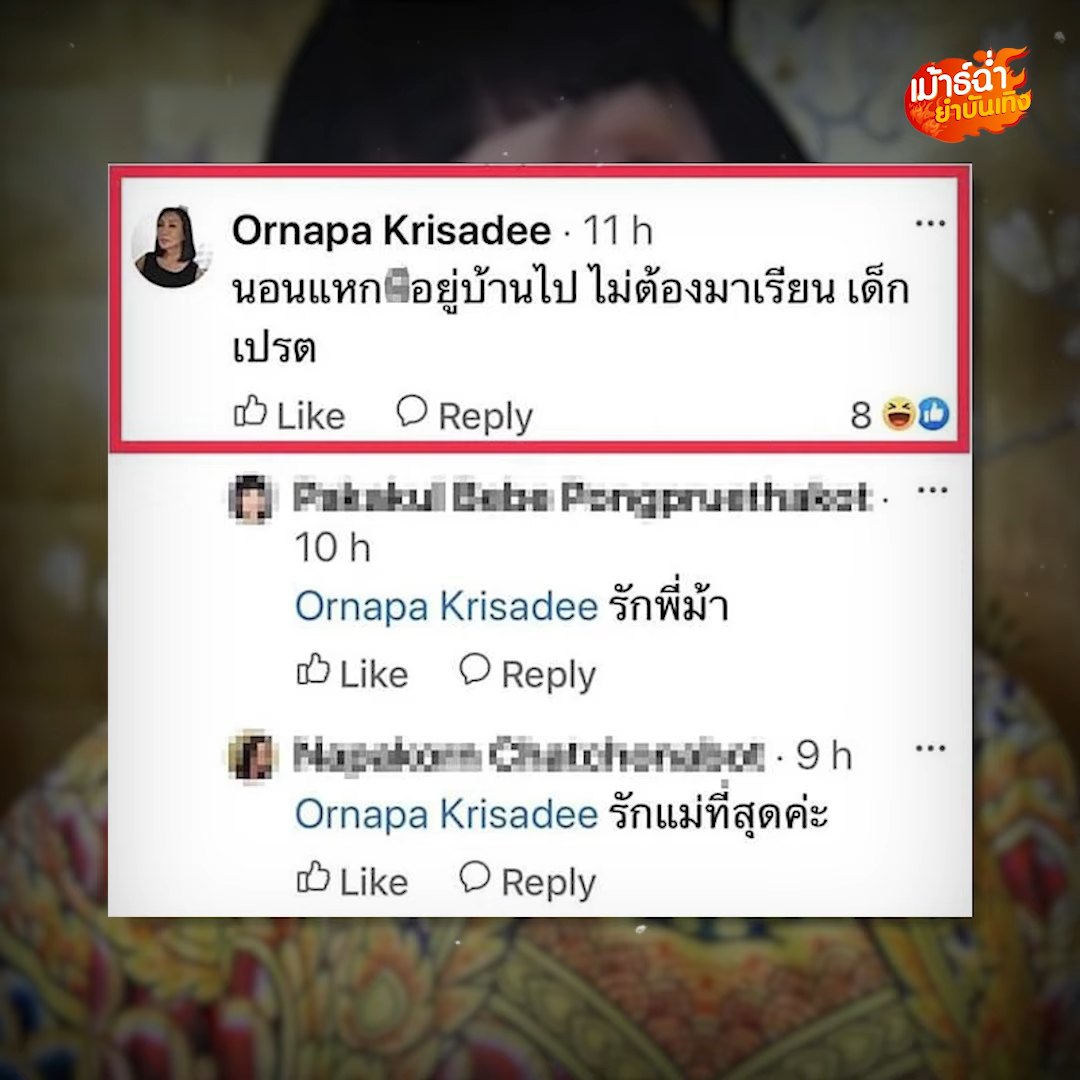 เม้าธ์ฉ่ำ
ยำบันเทิง
Ornapa Krisadee · 11 h
นอนแหก อยู่บ้านไป ไม่ต้องมาเรียน เด็ก
เปรต
Like Reply 8
10 h
Ornapa Krisadee รักพี่ม้า
Like Reply
· 9 h
Ornapa Krisadee รักแม่ที่สุดค่ะ
Like Reply